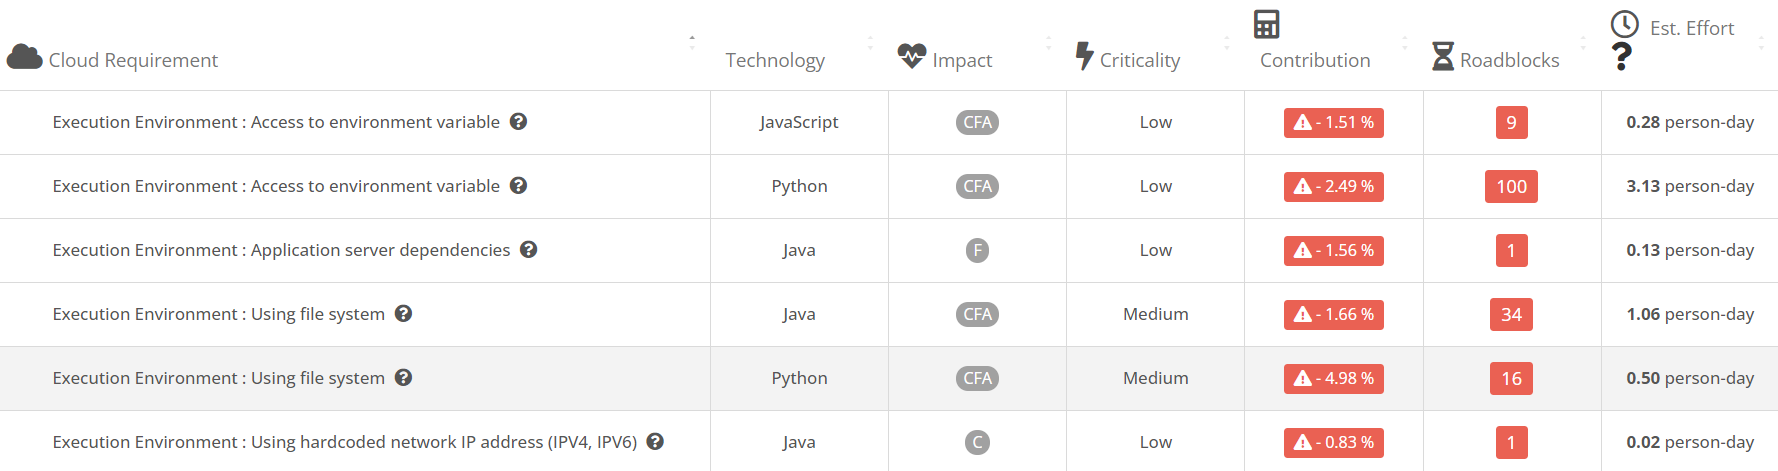 Cloud Requirement Technology Impact Criticality Contribution Roadblocks Est. Effort ?
Execution Environment : Access to environment variable ? JavaScript CFA Low - 1.51 % 9 0.28 person-day
Execution Environment : Access to environment variable ? Python CFA Low - 2.49 % 100 3.13 person-day
Execution Environment : Application server dependencies ? Java F Low - 1.56 % 1 0.13 person-day
Execution Environment : Using file system ? Java CFA Medium - 1.66 % 34 1.06 person-day
Execution Environment : Using file system ? Python CFA Medium - 4.98 % 16 0.50 person-day
Execution Environment : Using hardcoded network IP address (IPV4, IPV6) ? Java C Low - 0.83 % 1 0.02 person-day